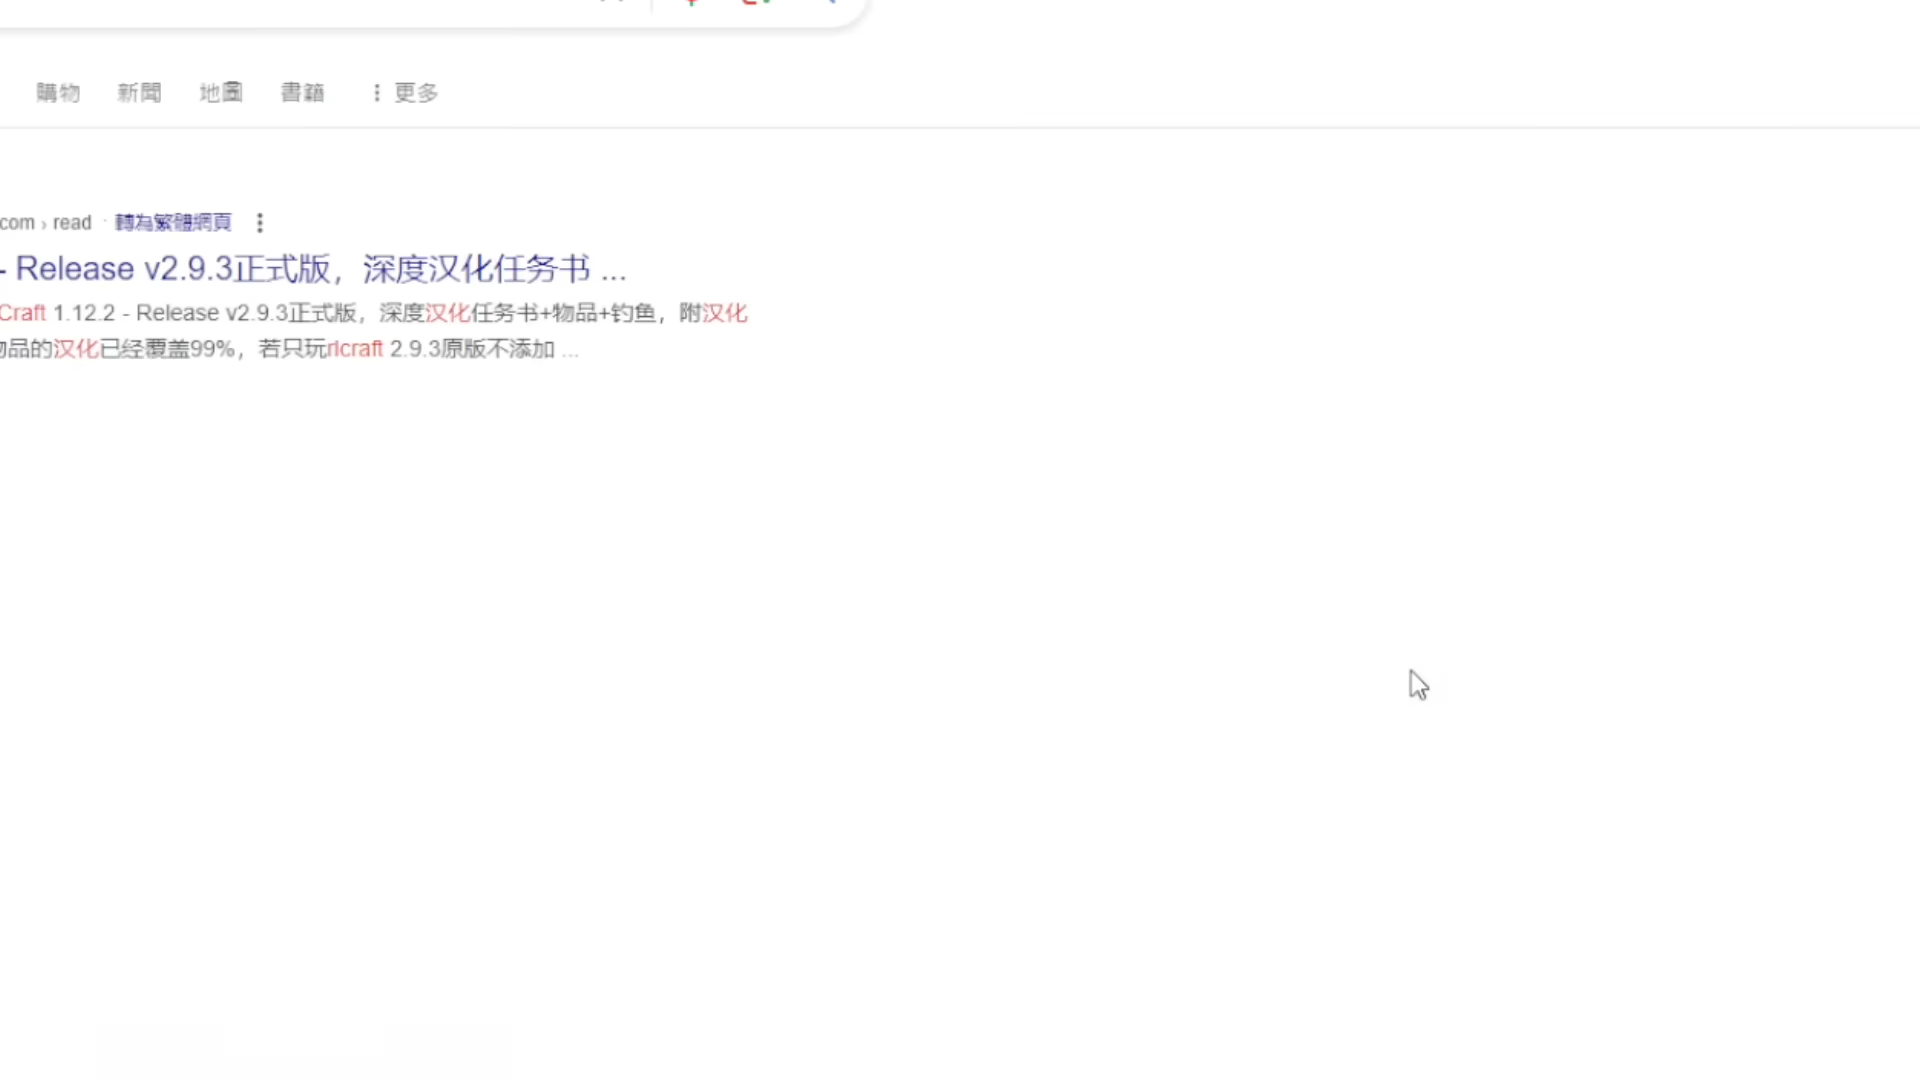 購物 新聞 地圖 書籍 更多
com › read · 轉為繁體網頁
- Release v2.9.3正式版，深度汉化任务书 ...
Craft 1.12.2 - Release v2.9.3正式版，深度汉化任务书+物品+钓鱼，附汉化
品的汉化已经覆盖99%，若只玩rlcraft 2.9.3原版不添加 ...